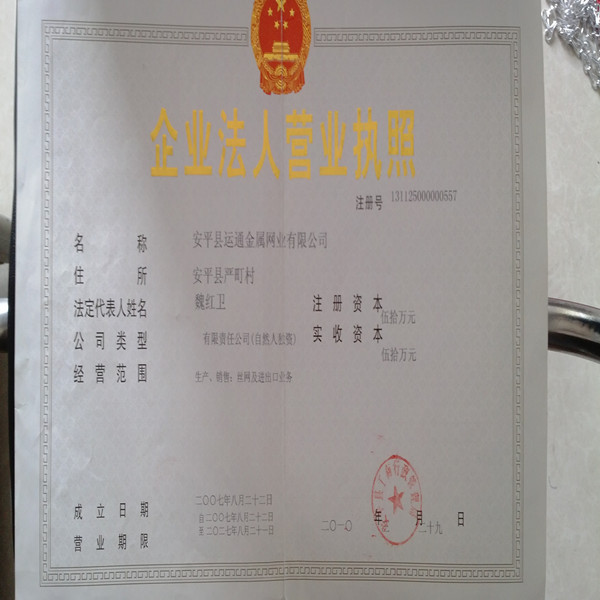 企业法人营业执照
注册号 131125000000557
名称 安平县运通金属网业有限公司
住所 安平县严町村
法定代表人姓名 魏红卫
注册资本 伍拾万元
公司类型 有限责任公司(自然人独资)
实收资本 伍拾万元
经营范围 生产、销售：丝网及进出口业务
成立日期 二〇〇七年八月二十二日
营业期限 自二〇〇七年八月二十二日
至二〇二七年八月二十一日
二〇一〇年 月二十九日